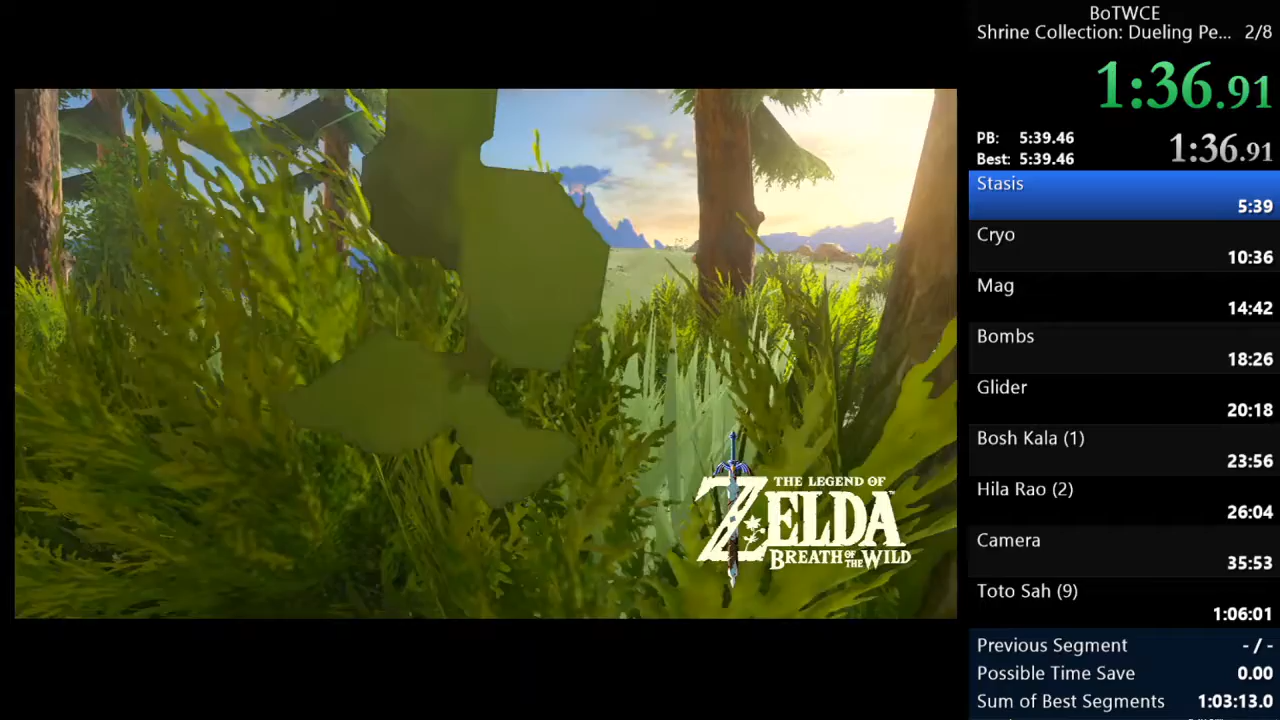 BoTWCE
Shrine Collection: Dueling Pe... 2/8
1:36.91
PB: 5:39.46
Best: 5:39.46
1:36.91
Stasis
5:39
Cryo
10:36
Mag
14:42
Bombs
18:26
Glider
20:18
Bosh Kala (1)
23:56
Hila Rao (2)
26:04
Camera
35:53
Toto Sah (9)
1:06:01
Previous Segment - / -
Possible Time Save 0.00
Sum of Best Segments 1:03:13.0
THE LEGEND OF
ZELDA
BREATH OF THE WILD